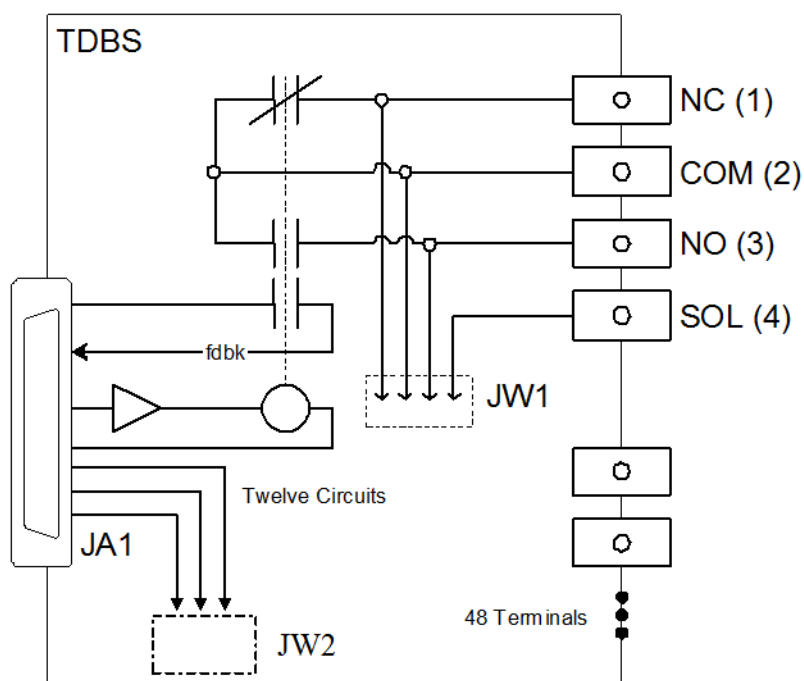 TDBS
NC (1)
COM (2)
NO (3)
SOL (4)
fdbk
JW1
Twelve Circuits
JA1
48 Terminals
JW2